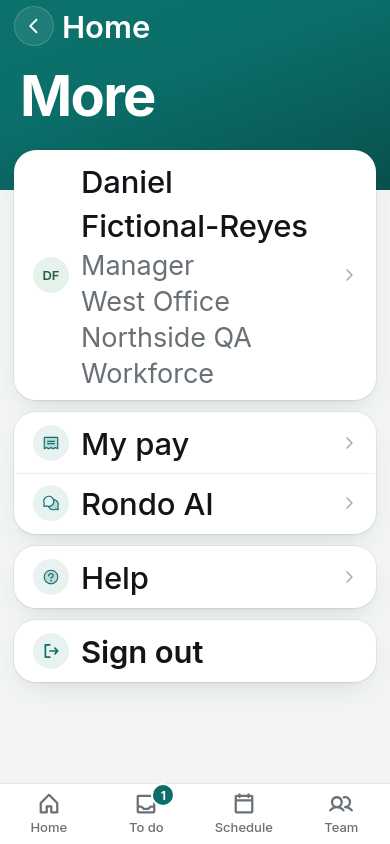 Home
More
Daniel
Fictional-Reyes
DF
Manager
West Office
Northside QA
Workforce
My pay
Rondo AI
Help
Sign out
1
Home
To do
Schedule
Team